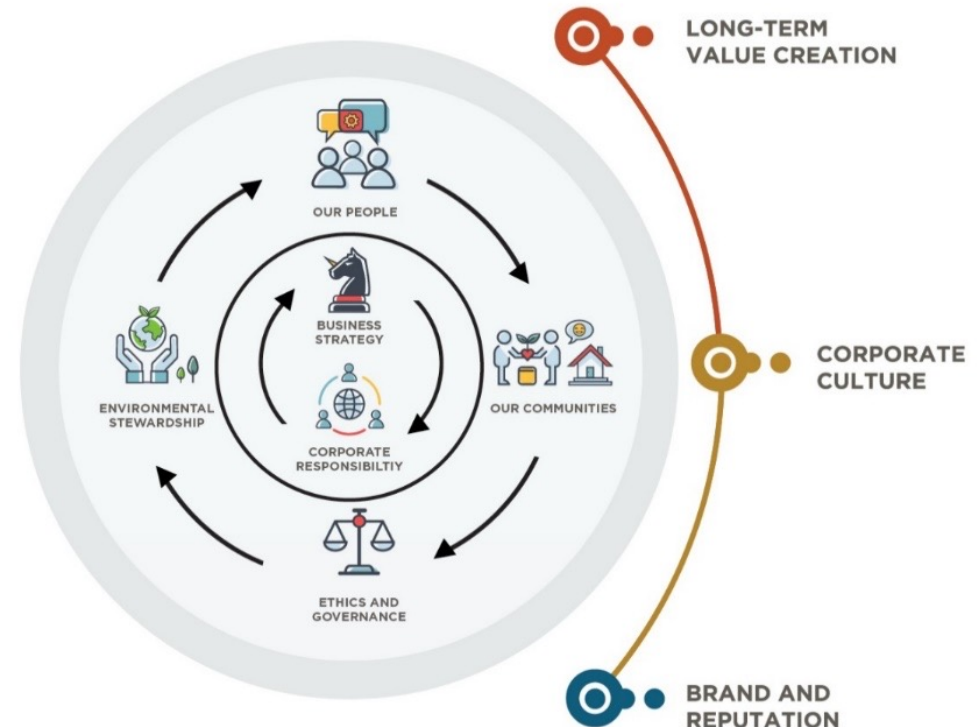 LONG-TERM
VALUE CREATION
OUR PEOPLE
BUSINESS
STRATEGY
CORPORATE
CULTURE
ENVIRONMENTAL
STEWARDSHIP
OUR COMMUNITIES
CORPORATE
RESPONSIBILTIY
ETHICS AND
GOVERNANCE
BRAND AND
REPUTATION